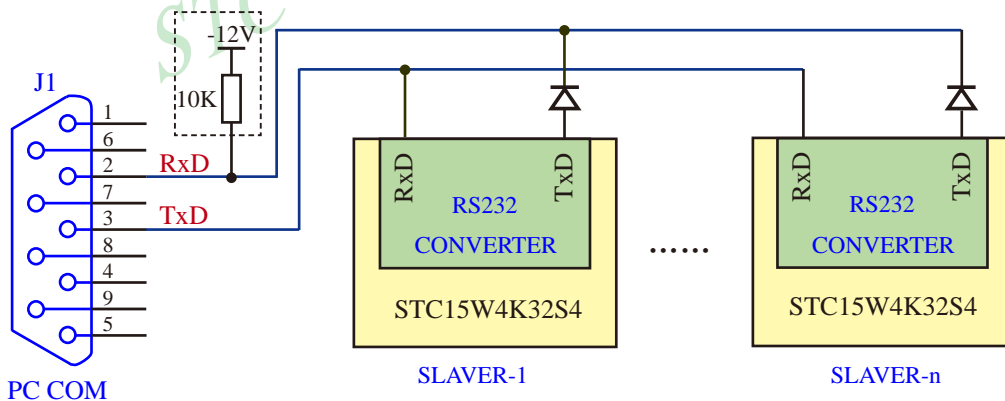 STC
-12V
10K
J1
1
6
2
7
3
8
4
9
5
RxD
TxD
PC COM
RxD
TxD
RS232
CONVERTER
STC15W4K32S4
SLAVER-1
......
RxD
TxD
RS232
CONVERTER
STC15W4K32S4
SLAVER-n